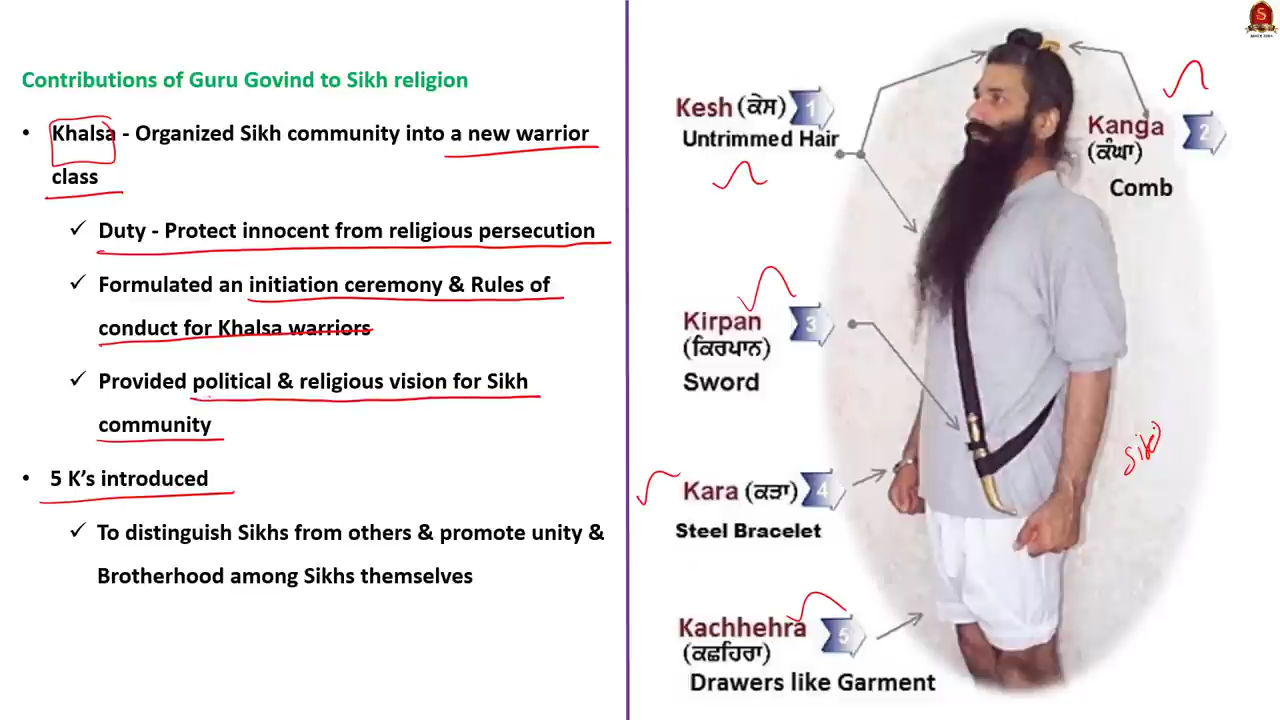 Contributions of Guru Govind to Sikh religion
• Khalsa - Organized Sikh community into a new warrior
class
✓ Duty - Protect innocent from religious persecution
✓ Formulated an initiation ceremony & Rules of
conduct for Khalsa warriors
✓ Provided political & religious vision for Sikh
community
• 5 K’s introduced
✓ To distinguish Sikhs from others & promote unity &
Brotherhood among Sikhs themselves
Kesh (ਕੇਸ) 1
Untrimmed Hair
Kanga 2
(ਕੰਘਾ)
Comb
Kirpan 3
(ਕਿਰਪਾਨ)
Sword
Kara (ਕੜਾ) 4
Steel Bracelet
Kachhehra 5
(ਕਛਹਿਰਾ)
Drawers like Garment
S